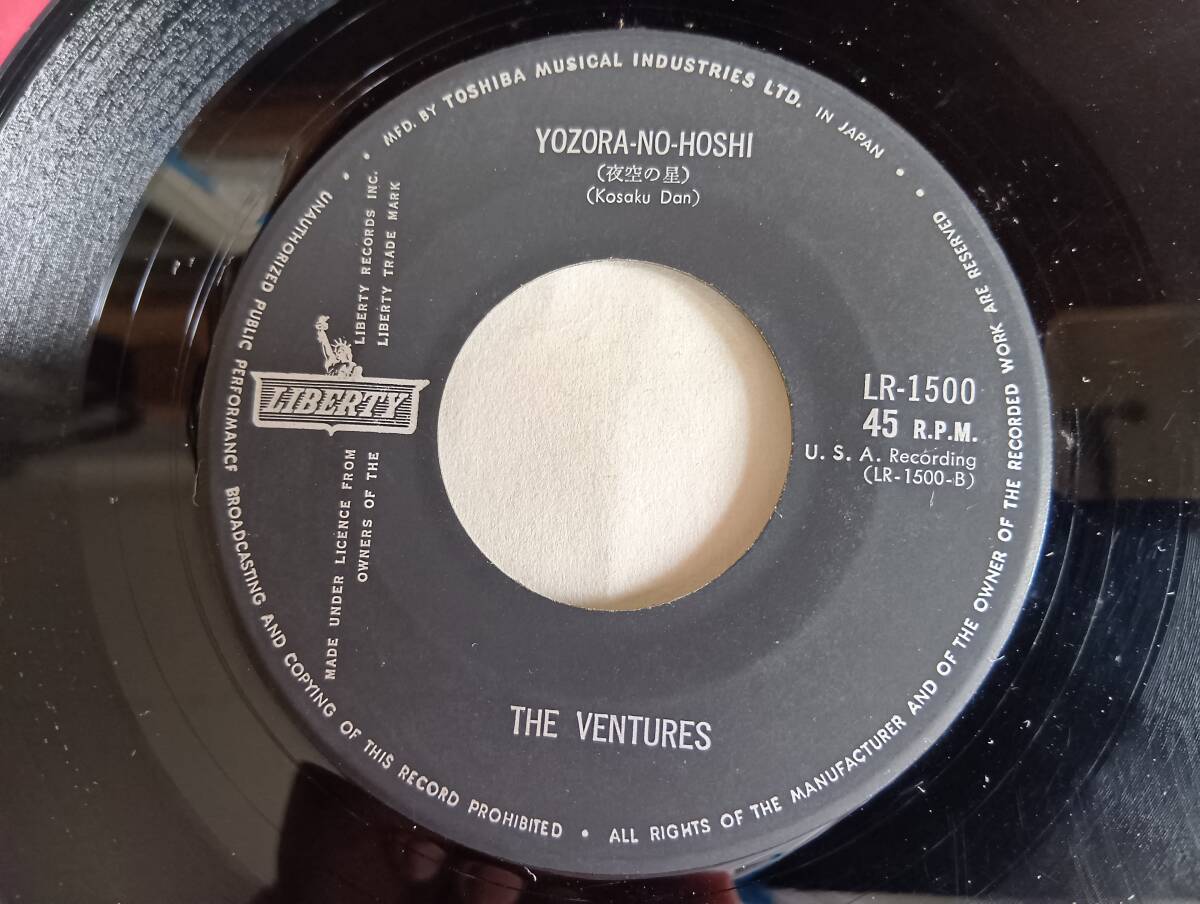 MFD. BY TOSHIBA MUSICAL INDUSTRIES LTD. IN JAPAN
YOZORA-NO-HOSHI
(夜空の星)
(Kosaku Dan)
LIBERTY RECORDS INC.
LIBERTY TRADE MARK
LIBERTY
MADE UNDER LICENCE FROM
OWNERS OF THE
LR-1500
45 R.P.M.
U. S. A. Recording
(LR-1500-B)
THE VENTURES
UNAUTHORIZED PUBLIC PERFORMANCE BROADCASTING AND COPYING OF THIS RECORD PROHIBITED • ALL RIGHTS OF THE MANUFACTURER AND OF THE OWNER OF THE RECORDED WORK ARE RESERVED